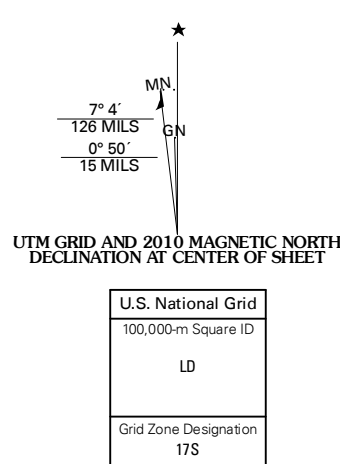 ★
MN
7° 4´
126 MILS
GN
0° 50´
15 MILS
UTM GRID AND 2010 MAGNETIC NORTH
DECLINATION AT CENTER OF SHEET
U.S. National Grid
100,000-m Square ID
LD
Grid Zone Designation
17S